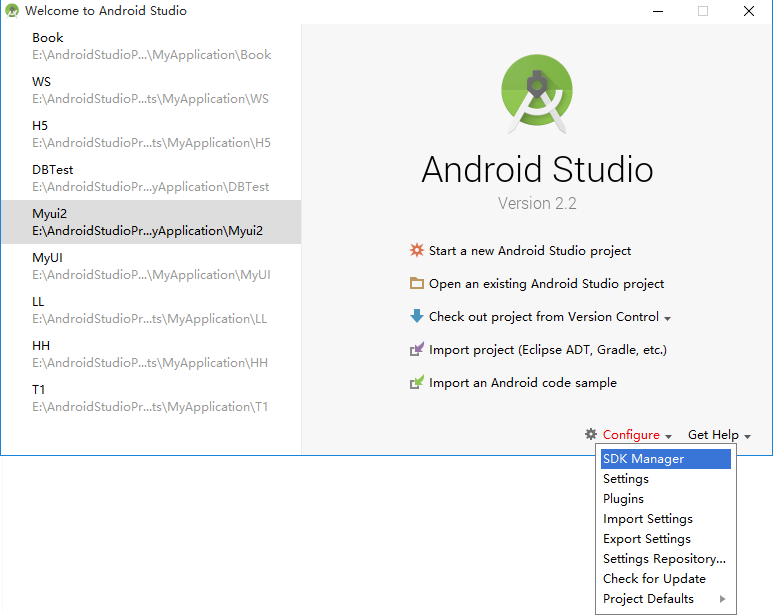 Welcome to Android Studio
Book
E:\AndroidStudioP...\MyApplication\Book
WS
E:\AndroidStudioP...ts\MyApplication\WS
H5
E:\AndroidStudioPr...ts\MyApplication\H5
DBTest
E:\AndroidStudioPr...yApplication\DBTest
Myui2
E:\AndroidStudioPr...yApplication\Myui2
MyUI
E:\AndroidStudioP...\MyApplication\MyUI
LL
E:\AndroidStudioPr...ts\MyApplication\LL
HH
E:\AndroidStudioPr...ts\MyApplication\HH
T1
E:\AndroidStudioPr...ts\MyApplication\T1
Android Studio
Version 2.2
Start a new Android Studio project
Open an existing Android Studio project
Check out project from Version Control
Import project (Eclipse ADT, Gradle, etc.)
Import an Android code sample
Configure Get Help
SDK Manager
Settings
Plugins
Import Settings
Export Settings
Settings Repository...
Check for Update
Project Defaults